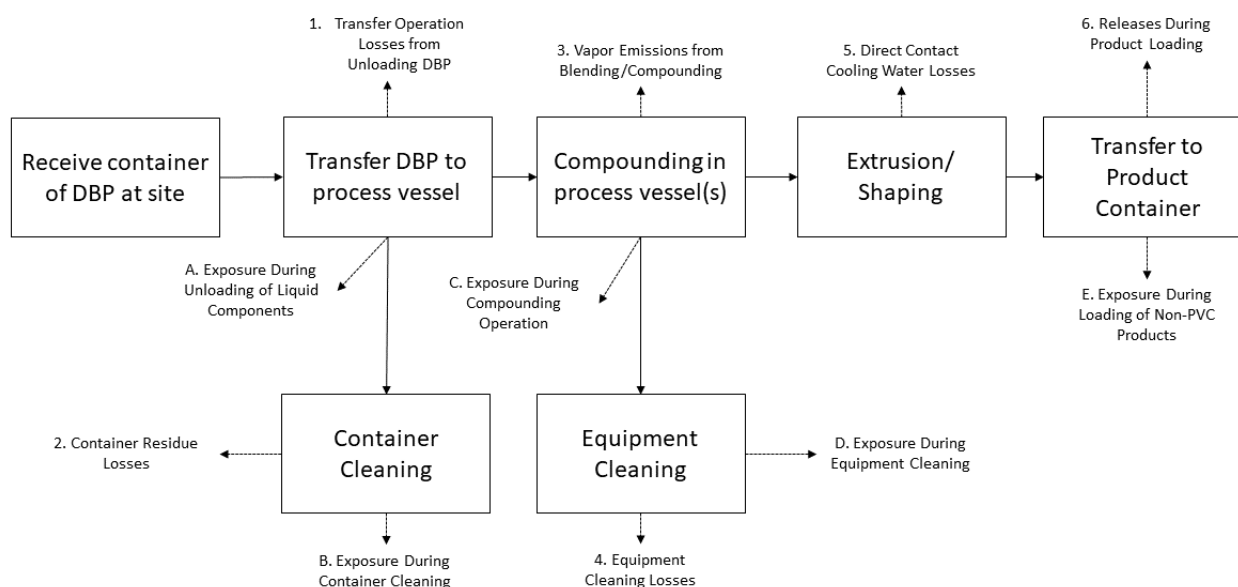 1. Transfer Operation
Losses from
Unloading DBP
3. Vapor Emissions from
Blending/Compounding
5. Direct Contact
Cooling Water Losses
6. Releases During
Product Loading
Receive container
of DBP at site
Transfer DBP to
process vessel
Compounding in
process vessel(s)
Extrusion/
Shaping
Transfer to
Product
Container
A. Exposure During
Unloading of Liquid
Components
C. Exposure During
Compounding
Operation
E. Exposure During
Loading of Non-PVC
Products
2. Container Residue
Losses
Container
Cleaning
Equipment
Cleaning
D. Exposure During
Equipment Cleaning
B. Exposure During
Container Cleaning
4. Equipment
Cleaning Losses